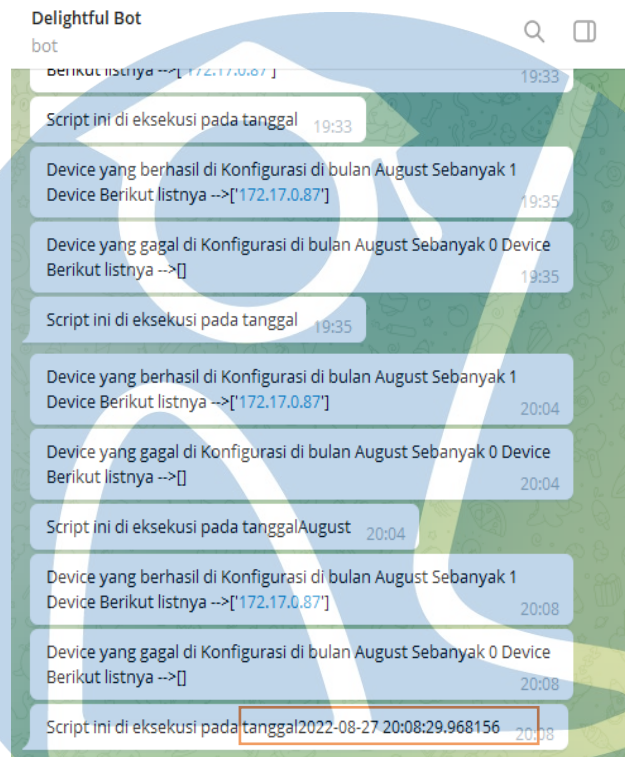 Delightful Bot
bot
Berikut listnya -->['172.17.0.87']
19:33
Script ini di eksekusi pada tanggal 19:33
Device yang berhasil di Konfigurasi di bulan August Sebanyak 1
Device Berikut listnya -->['172.17.0.87']
19:35
Device yang gagal di Konfigurasi di bulan August Sebanyak 0 Device
Berikut listnya -->[]
19:35
Script ini di eksekusi pada tanggal 19:35
Device yang berhasil di Konfigurasi di bulan August Sebanyak 1
Device Berikut listnya -->['172.17.0.87']
20:04
Device yang gagal di Konfigurasi di bulan August Sebanyak 0 Device
Berikut listnya -->[]
20:04
Script ini di eksekusi pada tanggalAugust 20:04
Device yang berhasil di Konfigurasi di bulan August Sebanyak 1
Device Berikut listnya -->['172.17.0.87']
20:08
Device yang gagal di Konfigurasi di bulan August Sebanyak 0 Device
Berikut listnya -->[]
20:08
Script ini di eksekusi pada tanggal2022-08-27 20:08:29.968156 20:08